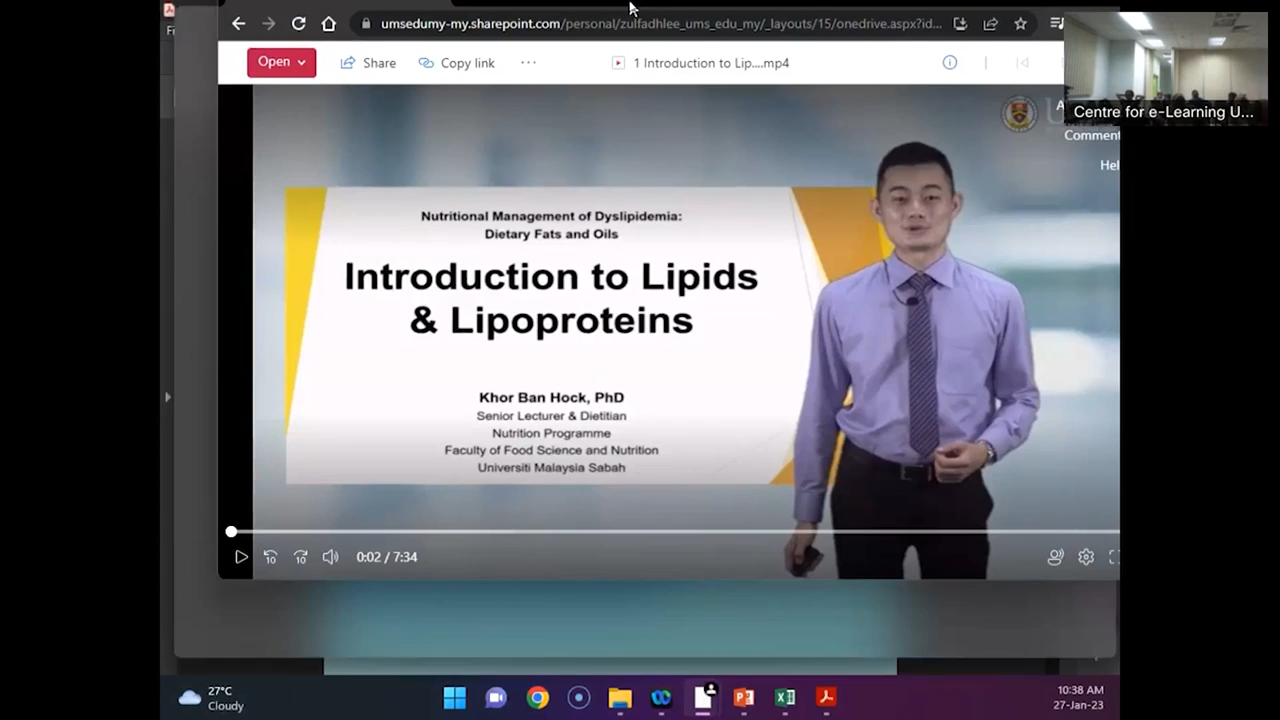 umsedumy-my.sharepoint.com/personal/zulfadhlee_ums_edu_my/_layouts/15/onedrive.aspx?id...
Open
Share
Copy link
...
1 Introduction to Lip....mp4
Centre for e-Learning U...
Comment
Hel
Nutritional Management of Dyslipidemia:
Dietary Fats and Oils
Introduction to Lipids
& Lipoproteins
Khor Ban Hock, PhD
Senior Lecturer & Dietitian
Nutrition Programme
Faculty of Food Science and Nutrition
Universiti Malaysia Sabah
10
10
0:02 / 7:34
27°C
Cloudy
10:38 AM
27-Jan-23